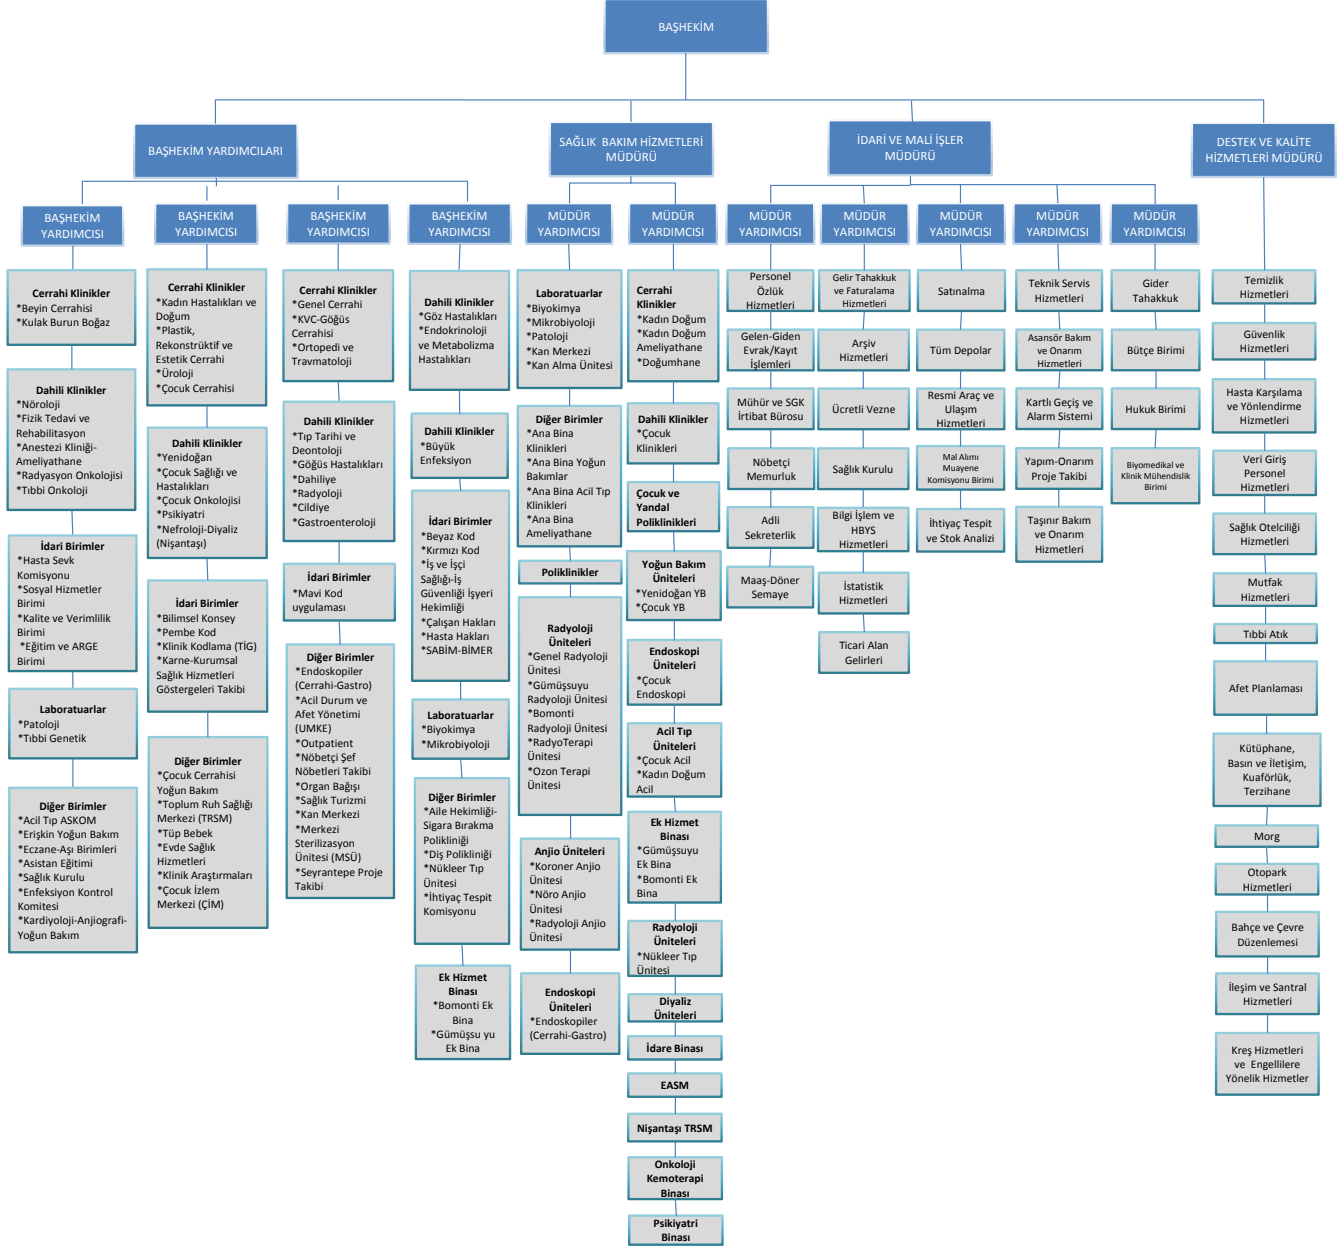 BAŞHEKİM
BAŞHEKİM YARDIMCILARI
SAĞLIK BAKIM HİZMETLERİ
MÜDÜRÜ
İDARİ VE MALİ İŞLER
MÜDÜRÜ
DESTEK VE KALİTE
HİZMETLERİ MÜDÜRÜ
BAŞHEKİM
YARDIMCISI
Cerrahi Klinikler
*Beyin Cerrahisi
*Kulak Burun Boğaz
Dahili Klinikler
*Nöroloji
*Fizik Tedavi ve
Rehabilitasyon
*Anestezi Kliniği-
Ameliyathane
*Radyasyon Onkolojisi
*Tıbbi Onkoloji
İdari Birimler
*Hasta Sevk
Komisyonu
*Sosyal Hizmetler
Birimi
*Kalite ve Verimlilik
Birimi
*Eğitim ve ARGE
Birimi
Laboratuarlar
*Patoloji
*Tıbbi Genetik
Diğer Birimler
*Acil Tıp ASKOM
*Erişkin Yoğun Bakım
*Eczane-Aşı Birimleri
*Asistan Eğitimi
*Sağlık Kurulu
*Enfeksiyon Kontrol
Komitesi
*Kardiyoloji-Anjiografi-
Yoğun Bakım
BAŞHEKİM
YARDIMCISI
Cerrahi Klinikler
*Kadın Hastalıkları ve
Doğum
*Plastik,
Rekonstrüktif ve
Estetik Cerrahi
*Üroloji
*Çocuk Cerrahisi
Dahili Klinikler
*Yenidoğan
*Çocuk Sağlığı ve
Hastalıkları
*Çocuk Onkolojisi
*Psikiyatri
*Nefroloji-Diyaliz
(Nişantaşı)
İdari Birimler
*Bilimsel Konsey
*Pembe Kod
*Klinik Kodlama (TİG)
*Karne-Kurumsal
Sağlık Hizmetleri
Göstergeleri Takibi
Diğer Birimler
*Çocuk Cerrahisi
Yoğun Bakım
*Toplum Ruh Sağlığı
Merkezi (TRSM)
*Tüp Bebek
*Evde Sağlık
Hizmetleri
*Klinik Araştırmaları
*Çocuk İzlem
Merkezi (ÇİM)
BAŞHEKİM
YARDIMCISI
Cerrahi Klinikler
*Genel Cerrahi
*KVC-Göğüs
Cerrahisi
*Ortopedi ve
Travmatoloji
Dahili Klinikler
*Tıp Tarihi ve
Deontoloji
*Göğüs Hastalıkları
*Dahiliye
*Radyoloji
*Cildiye
*Gastroenteroloji
İdari Birimler
*Mavi Kod
uygulaması
Diğer Birimler
*Endoskopiler
(Cerrahi-Gastro)
*Acil Durum ve
Afet Yönetimi
(UMKE)
*Outpatient
*Nöbetçi Şef
Nöbetleri Takibi
*Organ Bağışı
*Sağlık Turizmi
*Kan Merkezi
*Merkezi
Sterilizasyon
Ünitesi (MSÜ)
*Seyrantepe Proje
Takibi
BAŞHEKİM
YARDIMCISI
Dahili Klinikler
*Göz Hastalıkları
*Endokrinoloji
ve Metabolizma
Hastalıkları
Dahili Klinikler
*Büyük
Enfeksiyon
İdari Birimler
*Beyaz Kod
*Kırmızı Kod
*İş ve İşçi
Sağlığı-İş
Güvenliği İşyeri
Hekimliği
*Çalışan Hakları
*Hasta Hakları
*SABİM-BİMER
Laboratuarlar
*Biyokimya
*Mikrobiyoloji
Diğer Birimler
*Aile Hekimliği-
Sigara Bırakma
Polikliniği
*Diş Polikliniği
*Nükleer Tıp
Ünitesi
*İhtiyaç Tespit
Komisyonu
Ek Hizmet
Binası
*Bomonti Ek
Bina
*Gümüşsu yu
Ek Bina
MÜDÜR
YARDIMCISI
Laboratuarlar
*Biyokimya
*Mikrobiyoloji
*Patoloji
*Kan Merkezi
*Kan Alma Ünitesi
Diğer Birimler
*Ana Bina
Klinikleri
*Ana Bina Yoğun
Bakımlar
*Ana Bina Acil Tıp
Klinikleri
*Ana Bina
Ameliyathane
Poliklinikler
Radyoloji
Üniteleri
*Genel Radyoloji
Ünitesi
*Gümüşsuyu
Radyoloji Ünitesi
*Bomonti
Radyoloji Ünitesi
*RadyoTerapi
Ünitesi
*Ozon Terapi
Ünitesi
Anjio Üniteleri
*Koroner Anjio
Ünitesi
*Nöro Anjio
Ünitesi
*Radyoloji Anjio
Ünitesi
Endoskopi
Üniteleri
*Endoskopiler
(Cerrahi-Gastro)
MÜDÜR
YARDIMCISI
Cerrahi
Klinikler
*Kadın Doğum
*Kadın Doğum
Ameliyathane
*Doğumhane
Dahili Klinikler
*Çocuk
Klinikleri
Çocuk ve
Yandal
Poliklinikleri
Yoğun Bakım
Üniteleri
*Yenidoğan YB
*Çocuk YB
Endoskopi
Üniteleri
*Çocuk
Endoskopi
Acil Tıp
Üniteleri
*Çocuk Acil
*Kadın Doğum
Acil
Ek Hizmet
Binası
*Gümüşsuyu
Ek Bina
*Bomonti Ek
Bina
Radyoloji
Üniteleri
*Nükleer Tıp
Ünitesi
Diyaliz
Üniteleri
İdare Binası
EASM
Nişantaşı TRSM
Onkoloji
Kemoterapi
Binası
Psikiyatri
Binası
MÜDÜR
YARDIMCISI
Personel
Özlük
Hizmetleri
Gelen-Giden
Evrak/Kayıt
İşlemleri
Mühür ve SGK
İrtibat Bürosu
Nöbetçi
Memurluk
Adli
Sekreterlik
Maaş-Döner
Semaye
MÜDÜR
YARDIMCISI
Gelir Tahakkuk
ve Faturalama
Hizmetleri
Arşiv
Hizmetleri
Ücretli Vezne
Sağlık Kurulu
Bilgi İşlem ve
HBYS
Hizmetleri
İstatistik
Hizmetleri
Ticari Alan
Gelirleri
MÜDÜR
YARDIMCISI
Satınalma
Tüm Depolar
Resmi Araç ve
Ulaşım
Hizmetleri
Mal Alımı
Muayene
Komisyonu Birimi
İhtiyaç Tespit
ve Stok Analizi
MÜDÜR
YARDIMCISI
Teknik Servis
Hizmetleri
Asansör Bakım
ve Onarım
Hizmetleri
Kartlı Geçiş ve
Alarm Sistemi
Yapım-Onarım
Proje Takibi
Taşınır Bakım
ve Onarım
Hizmetleri
MÜDÜR
YARDIMCISI
Gider
Tahakkuk
Bütçe Birimi
Hukuk Birimi
Biyomedikal ve
Klinik Mühendislik
Birimi
Temizlik
Hizmetleri
Güvenlik
Hizmetleri
Hasta Karşılama
ve Yönlendirme
Hizmetleri
Veri Giriş
Personel
Hizmetleri
Sağlık Otelciliği
Hizmetleri
Mutfak
Hizmetleri
Tıbbi Atık
Afet Planlaması
Kütüphane,
Basın ve İletişim,
Kuaförlük,
Terzihane
Morg
Otopark
Hizmetleri
Bahçe ve Çevre
Düzenlemesi
İleşim ve Santral
Hizmetleri
Kreş Hizmetleri
ve Engellilere
Yönelik Hizmetler